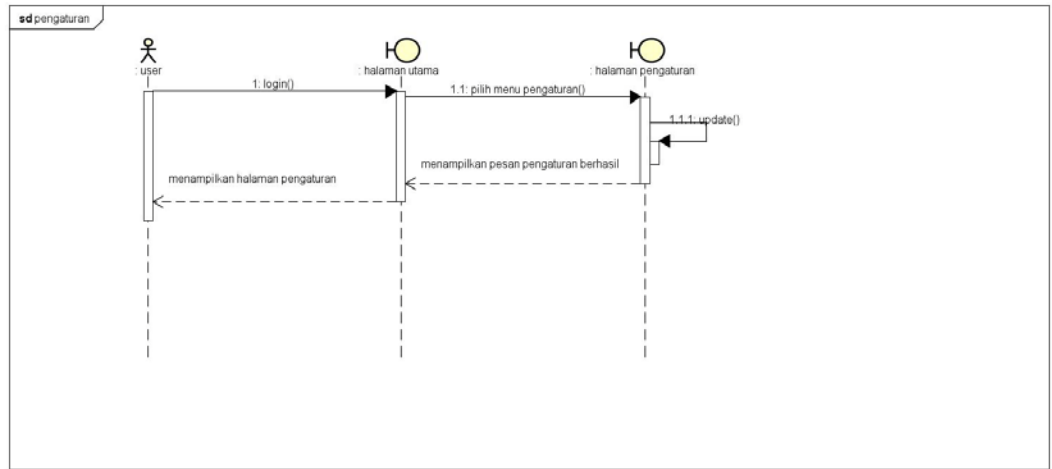 sd pengaturan
: user
: halaman utama
: halaman pengaturan
1: login()
1.1: pilih menu pengaturan()
1.1.1: update()
menampilkan pesan pengaturan berhasil
menampilkan halaman pengaturan